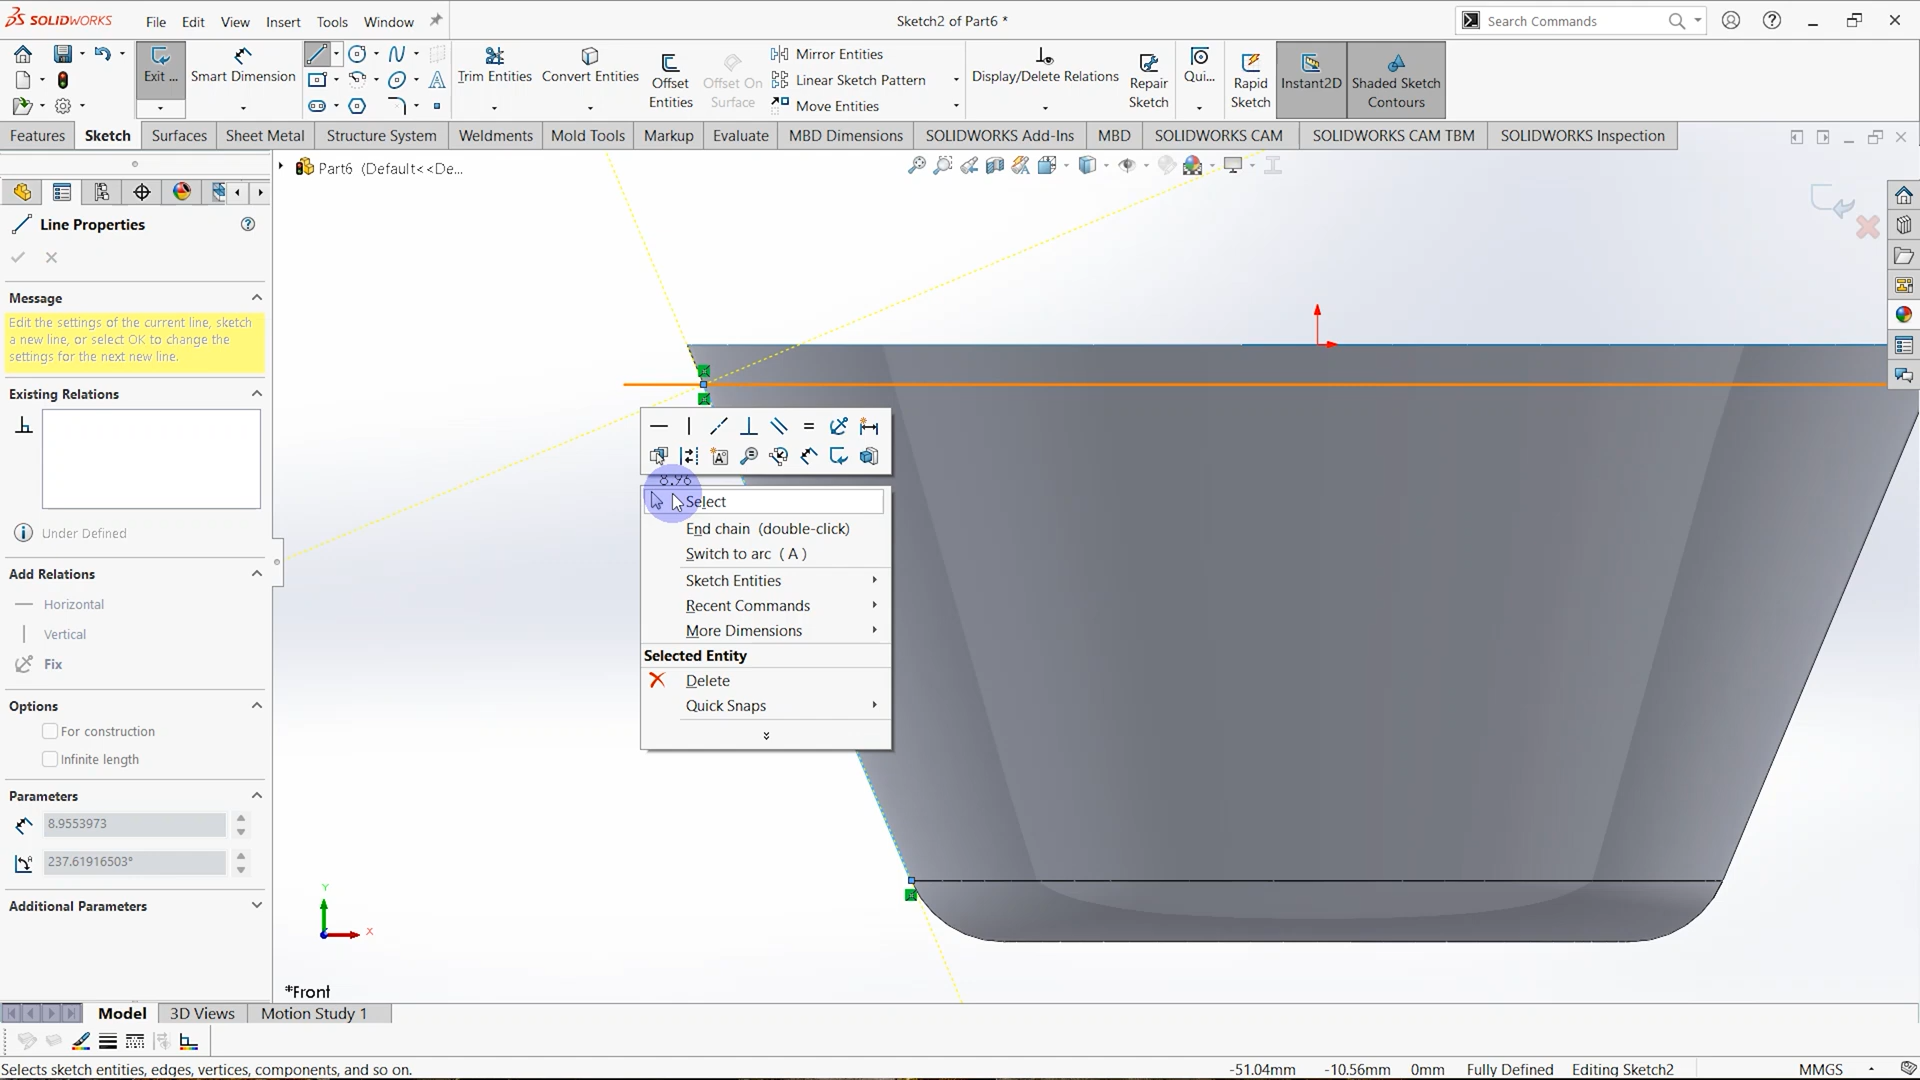 SOLIDWORKS File Edit View Insert Tools Window Sketch2 of Part6 * Search Commands
Exit ... Smart Dimension Trim Entities Convert Entities Offset Entities Offset On Surface Mirror Entities Linear Sketch Pattern Move Entities Display/Delete Relations Repair Sketch Qui... Rapid Sketch Instant2D Shaded Sketch Contours
Features Sketch Surfaces Sheet Metal Structure System Weldments Mold Tools Markup Evaluate MBD Dimensions SOLIDWORKS Add-Ins MBD SOLIDWORKS CAM SOLIDWORKS CAM TBM SOLIDWORKS Inspection
Part6 (Default<<De...
Line Properties
Message
Edit the settings of the current line, sketch
a new line, or select OK to change the
settings for the next new line.
Existing Relations
Under Defined
Add Relations
Horizontal
Vertical
Fix
Options
For construction
Infinite length
Parameters
8.9553973
237.61916503°
Additional Parameters
8.96
Select
End chain (double-click)
Switch to arc ( A )
Sketch Entities
Recent Commands
More Dimensions
Selected Entity
Delete
Quick Snaps
Y
X
*Front
Model 3D Views Motion Study 1
Selects sketch entities, edges, vertices, components, and so on. -51.04mm -10.56mm 0mm Fully Defined Editing Sketch2 MMGS